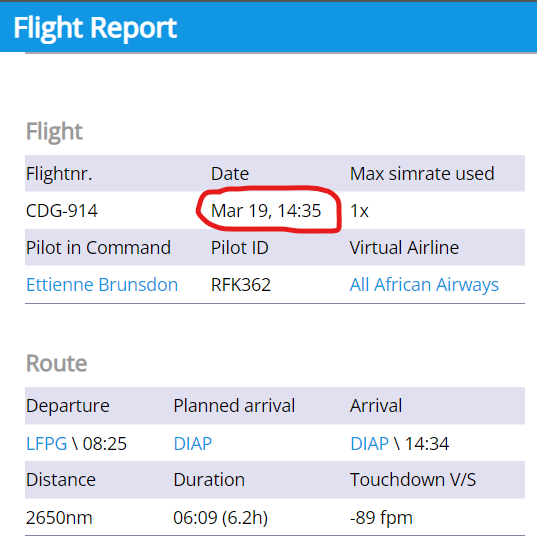 Flight Report
Flight
Flightnr. Date Max simrate used
CDG-914 Mar 19, 14:35 1x
Pilot in Command Pilot ID Virtual Airline
Ettienne Brunsdon RFK362 All African Airways
Route
Departure Planned arrival Arrival
LFPG \ 08:25 DIAP DIAP \ 14:34
Distance Duration Touchdown V/S
2650nm 06:09 (6.2h) -89 fpm